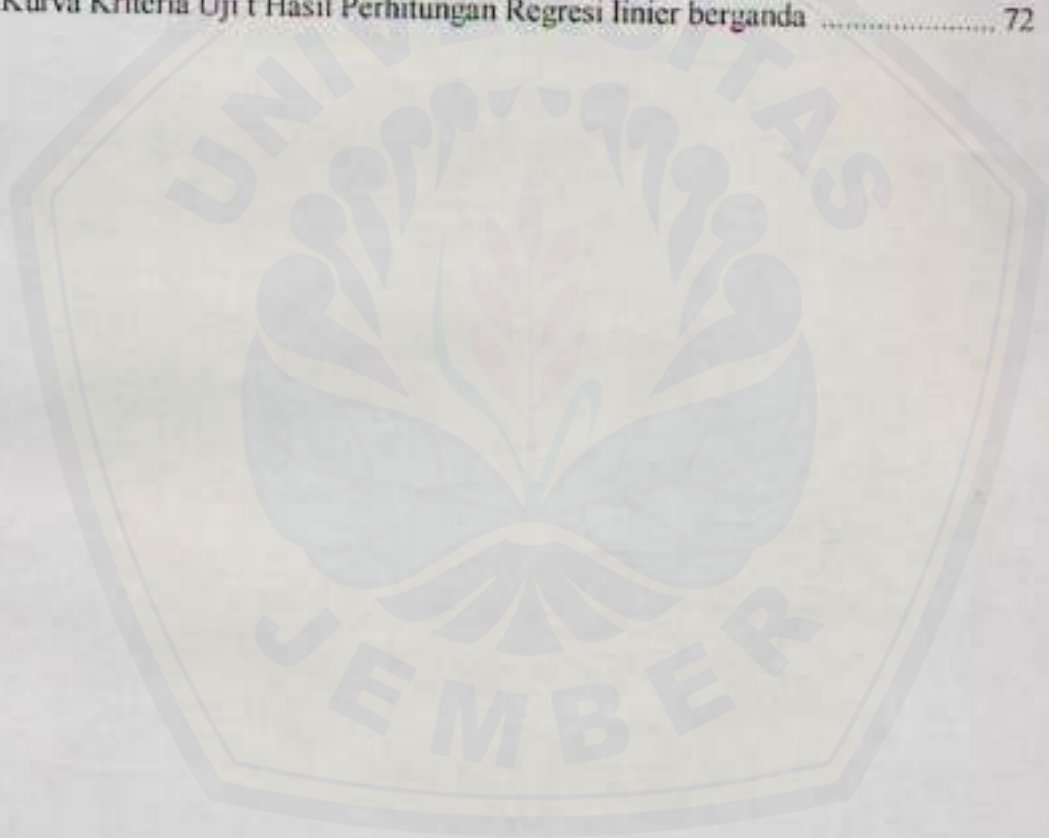 Kurva Kriteria Uji t Hasil Perhitungan Regresi linier berganda ...................... 72
UNIVERSITAS
JEMBER